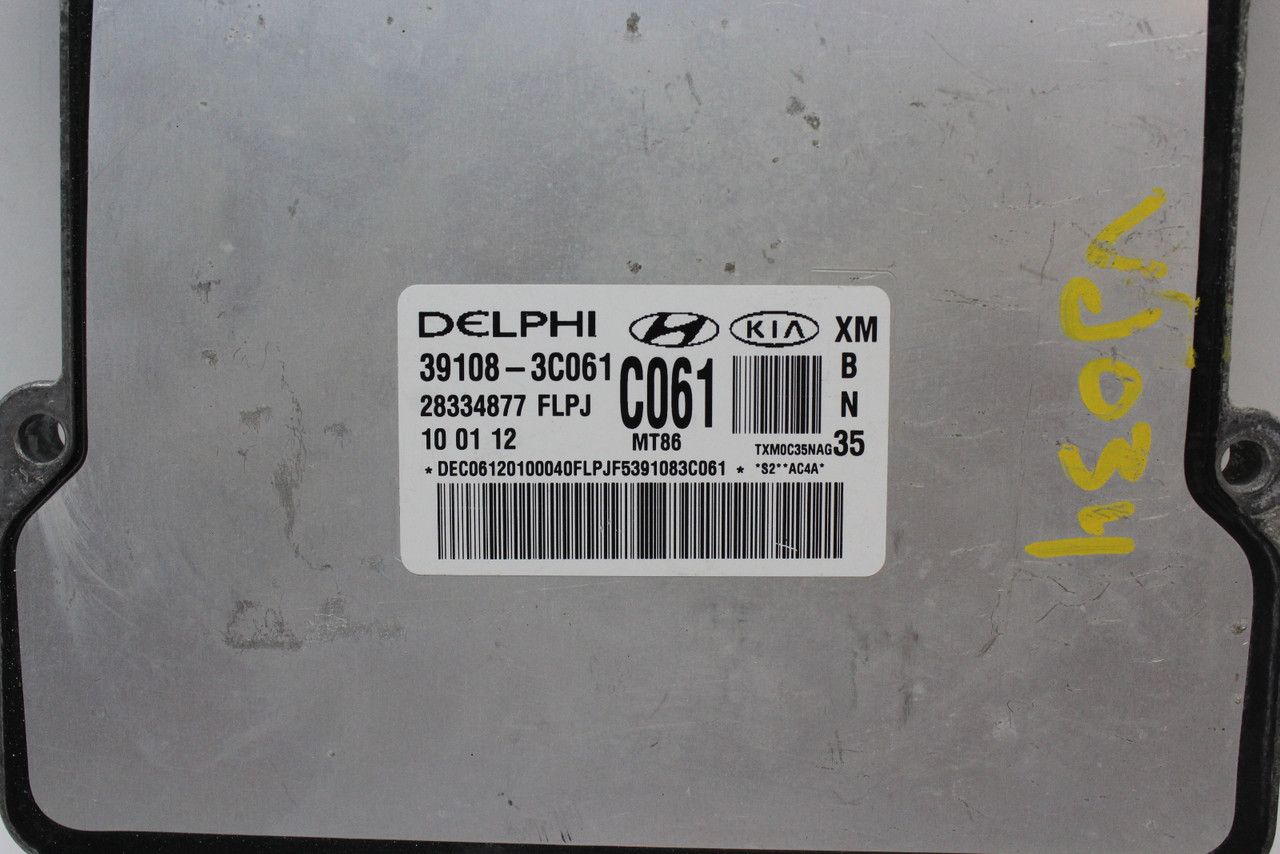 DELPHI KIA XM
39108-3C061 C061 B
28334877 FLPJ N
10 01 12 MT86 TXM0C35NAG 35
*DEC06120100040FLPJF5391083C061 * *S2**AC4A*